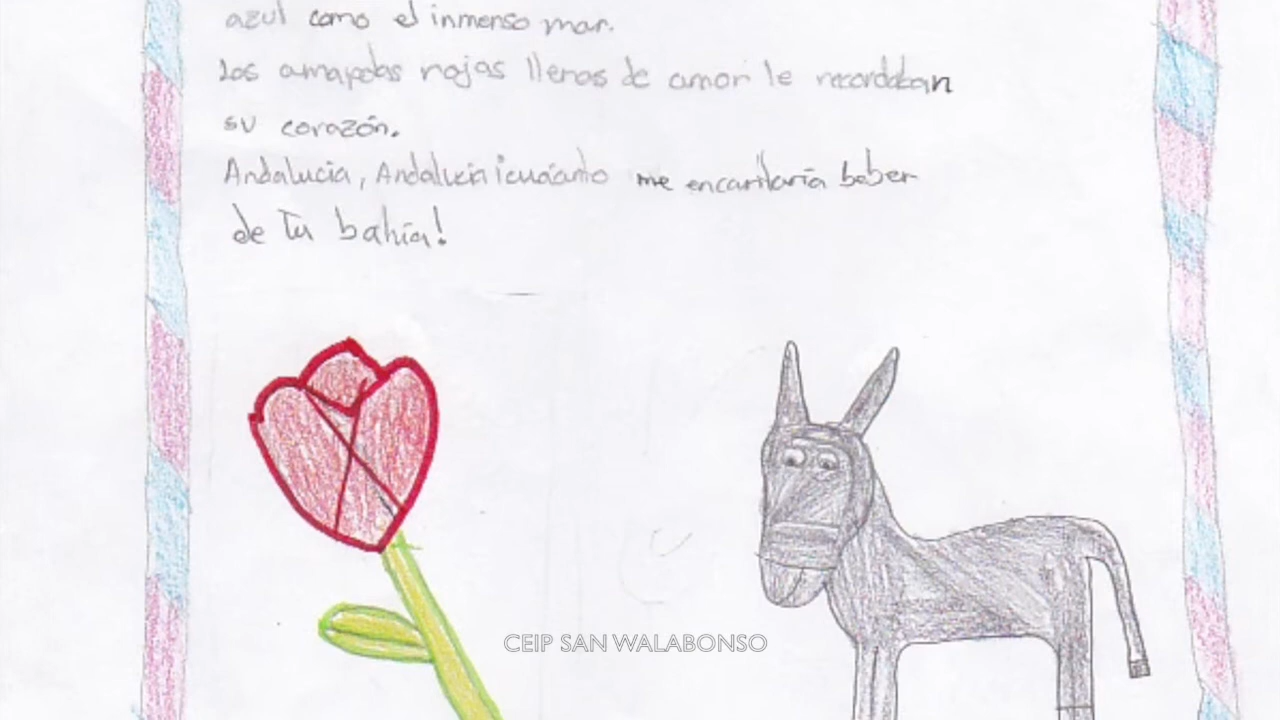 azul como el inmenso mar.
Las amapolas rojas llenas de amor le recordaban
su corazón.
Andalucía, Andalucía ¡cuánto me encantaría beber
de tu bahía!
CEIP SAN WALABONSO